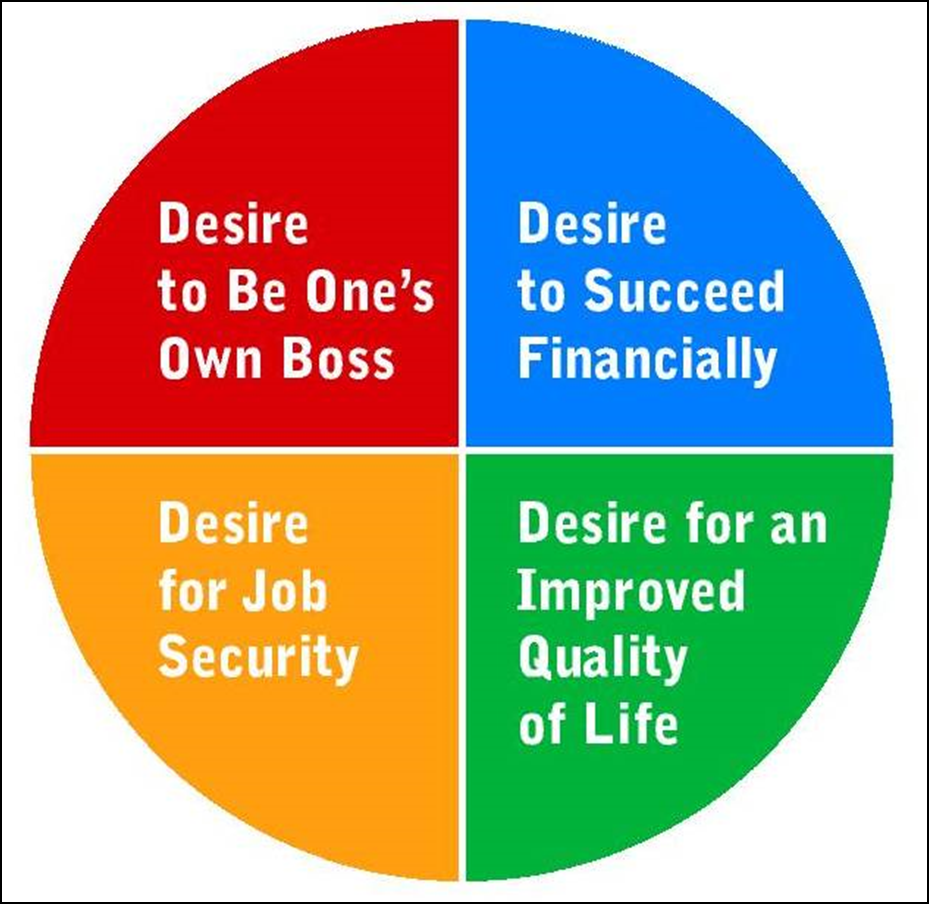 Desire
to Be One’s
Own Boss
Desire
to Succeed
Financially
Desire
for Job
Security
Desire for an
Improved
Quality
of Life